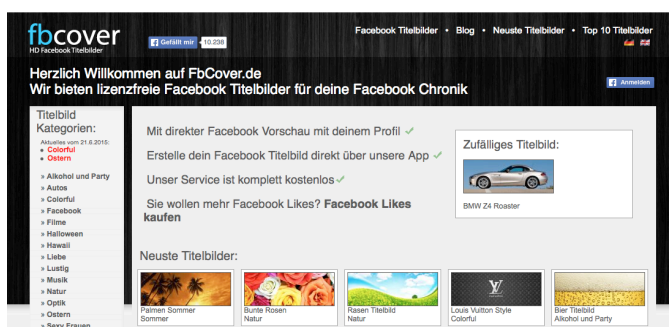 fbcover
HD Facebook Titelbilder
Gefällt mir 10.238
Facebook Titelbilder • Blog • Neuste Titelbilder • Top 10 Titelbilder
Herzlich Willkommen auf FbCover.de
Wir bieten lizenzfreie Facebook Titelbilder für deine Facebook Chronik
Anmelden
Titelbild
Kategorien:
Aktuelles vom 21.6.2015:
• Colorful
• Ostern
» Alkohol und Party
» Autos
» Colorful
» Facebook
» Filme
» Halloween
» Hawaii
» Liebe
» Lustig
» Musik
» Natur
» Optik
» Ostern
» Sexy Frauen
Mit direkter Facebook Vorschau mit deinem Profil ✓
Erstelle dein Facebook Titelbild direkt über unsere App ✓
Unser Service ist komplett kostenlos ✓
Sie wollen mehr Facebook Likes? Facebook Likes
kaufen
Zufälliges Titelbild:
BMW Z4 Roaster
Neuste Titelbilder:
Palmen Sommer
Sommer
Bunte Rosen
Natur
Rasen Titelbild
Natur
Louis Vuitton Style
Colorful
Bier Titelbild
Alkohol und Party